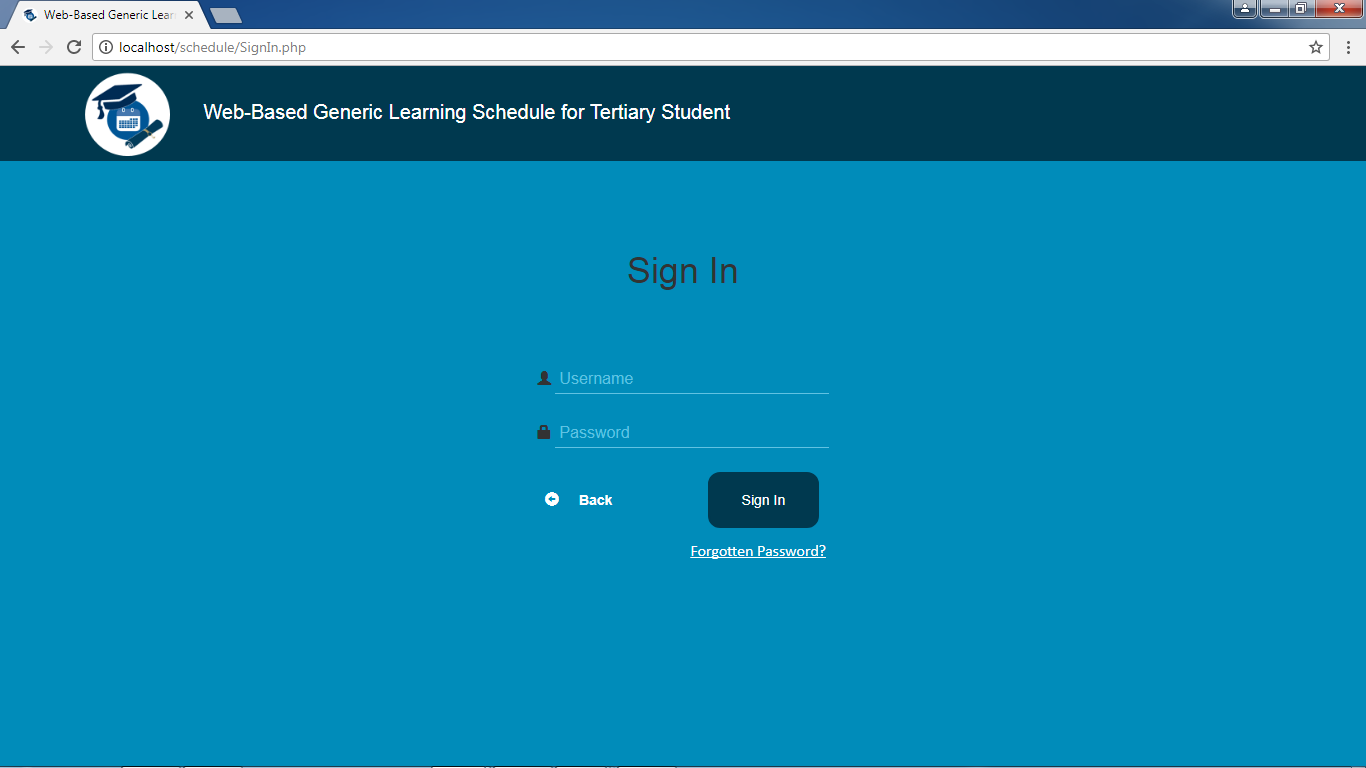 Web-Based Generic Lear
localhost/schedule/SignIn.php
Web-Based Generic Learning Schedule for Tertiary Student
Sign In
Username
Password
Back
Sign In
Forgotten Password?